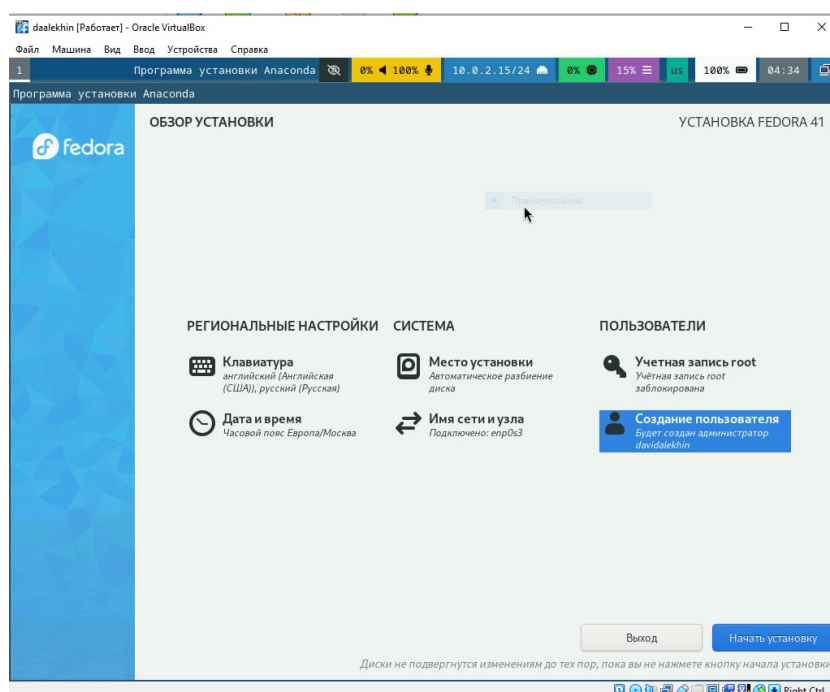 daalekhin [Работает] - Oracle VirtualBox
Файл Машина Вид Ввод Устройства Справка
1 Программа установки Anaconda 0% 100% 10.0.2.15/24 0% 15% us 100% 04:34
Программа установки Anaconda
fedora
ОБЗОР УСТАНОВКИ
УСТАНОВКА FEDORA 41
Прямоугольник
РЕГИОНАЛЬНЫЕ НАСТРОЙКИ
Клавиатура
английский (Английская
(США)), русский (Русская)
Дата и время
Часовой пояс Европа/Москва
СИСТЕМА
Место установки
Автоматическое разбиение
диска
Имя сети и узла
Подключено: enp0s3
ПОЛЬЗОВАТЕЛИ
Учетная запись root
Учётная запись root
заблокирована
Создание пользователя
Будет создан администратор
davidalekhin
Выход
Начать установку
Диски не подвергнутся изменениям до тех пор, пока вы не нажмете кнопку начала установки
Right Ctrl